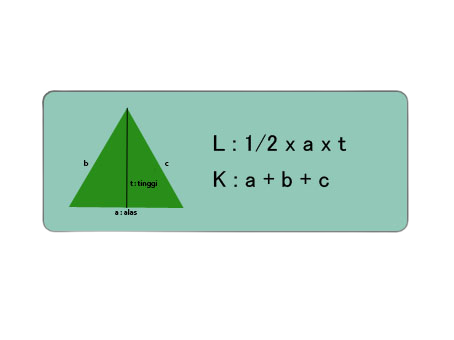 b
c
t : tinggi
a : alas
L : 1/2 x a x t
K : a + b + c